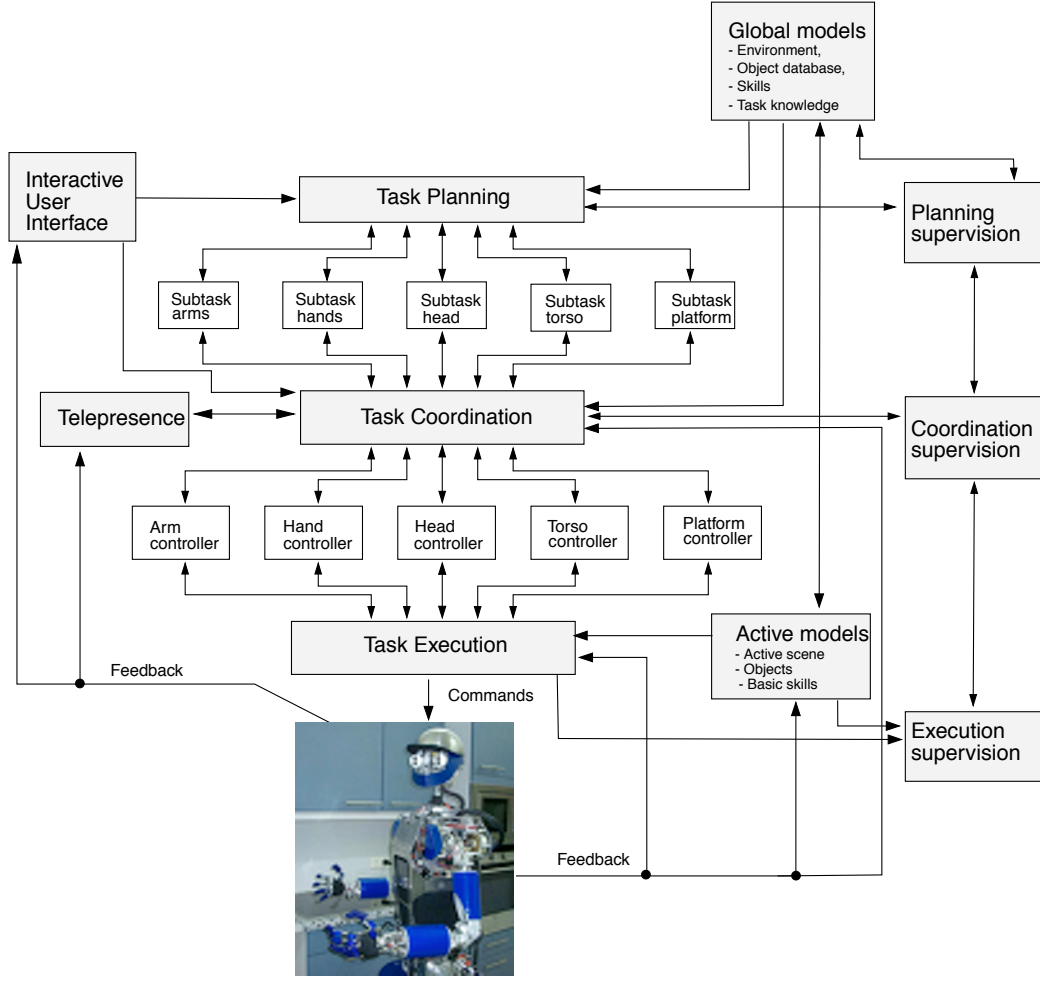 Global models
- Environment,
- Object database,
- Skills
- Task knowledge
Interactive
User
Interface
Task Planning
Planning
supervision
Subtask
arms
Subtask
hands
Subtask
head
Subtask
torso
Subtask
platform
Telepresence
Task Coordination
Coordination
supervision
Arm
controller
Hand
controller
Head
controller
Torso
controller
Platform
controller
Task Execution
Active models
- Active scene
- Objects
- Basic skills
Feedback
Commands
Execution
supervision
Feedback